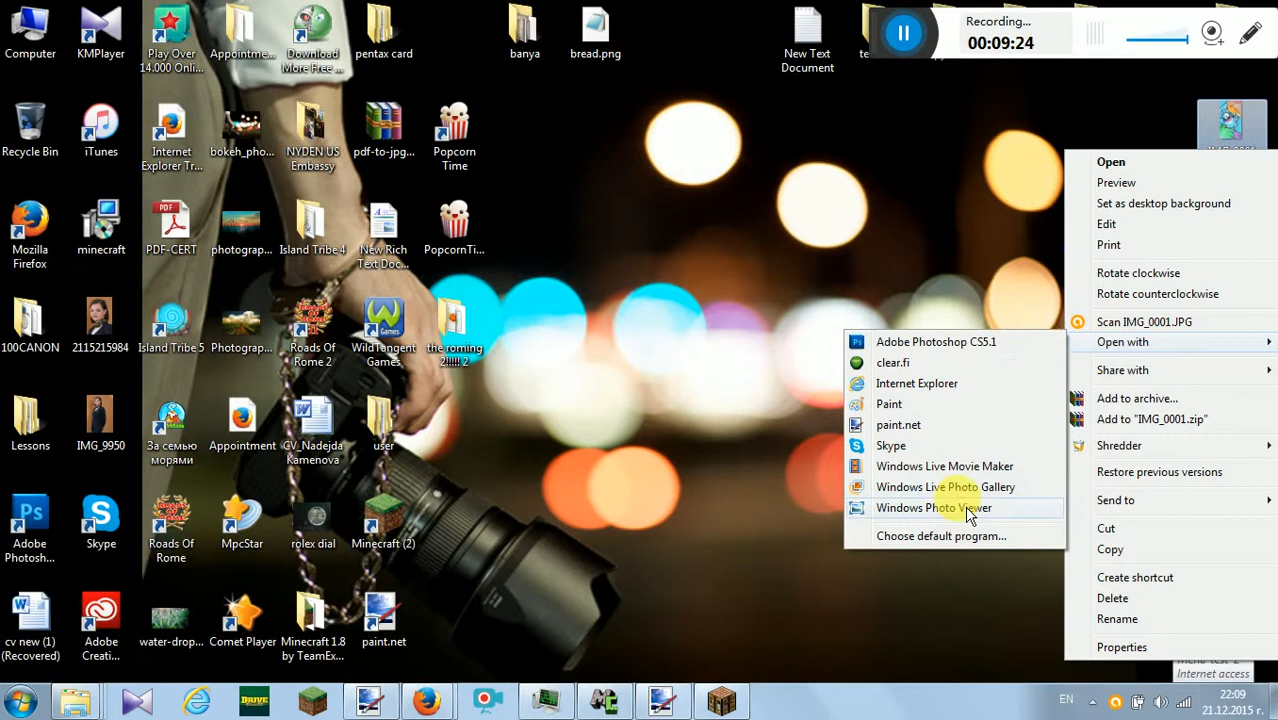 Recording...
00:09:24
Computer
KMPlayer
Play Over
14.000 Onli...
Appointme...
Download
More Free ...
pentax card
banya
bread.png
New Text
Document
Recycle Bin
iTunes
Internet
Explorer Tr...
bokeh_pho...
NYDEN US
Embassy
pdf-to-jpg...
Popcorn
Time
Mozilla
Firefox
minecraft
PDF-CERT
photograp...
Island Tribe 4
New Rich
Text Doc...
PopcornTi...
100CANON
2115215984
Island Tribe 5
photograp...
Roads Of
Rome 2
WildTangent
Games
the roming
2!!!!! 2
Lessons
IMG_9950
За семью
морями
Appointment
CV_Nadejda
Kamenova
user
Adobe
Photoshop ...
Skype
Roads Of
Rome
MpcStar
rolex dial
Minecraft (2)
cv new (1)
(Recovered)
Adobe
Creati...
water-drop...
Comet Player
Minecraft 1.8
by TeamEx...
paint.net
Open
Preview
Set as desktop background
Edit
Print
Rotate clockwise
Rotate counterclockwise
Scan IMG_0001.JPG
Open with
Share with
Add to archive...
Add to "IMG_0001.zip"
Shredder
Restore previous versions
Send to
Cut
Copy
Create shortcut
Delete
Rename
Properties
Adobe Photoshop CS5.1
clear.fi
Internet Explorer
Paint
paint.net
Skype
Windows Live Movie Maker
Windows Live Photo Gallery
Windows Photo Viewer
Choose default program...
Internet access
DRIVE
EN
22:09
21.12.2015 г.